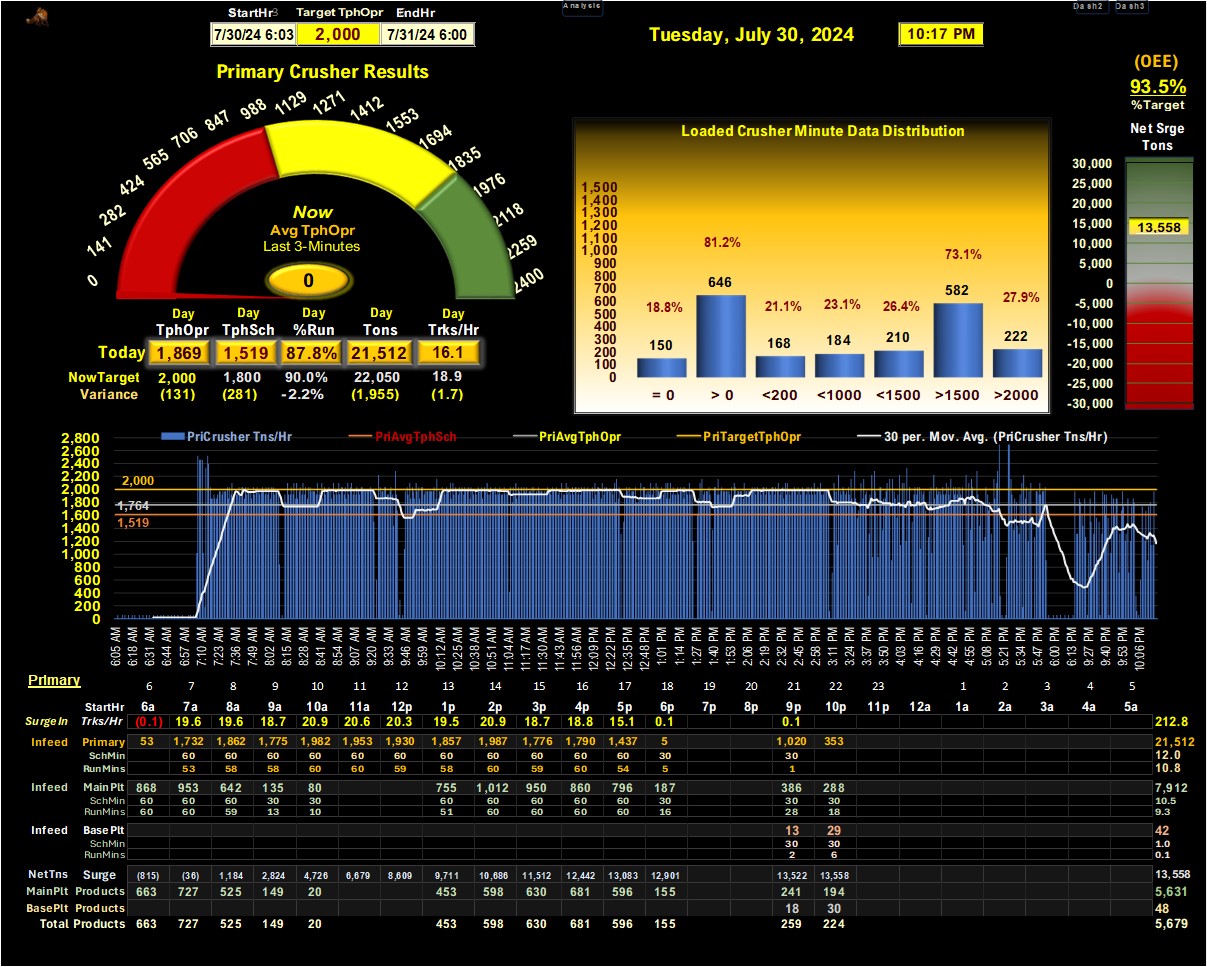 Analysis Dash2 Dash3
StartHr3 Target TphOpr EndHr
7/30/24 6:03 2,000 7/31/24 6:00
Tuesday, July 30, 2024 10:17 PM
Primary Crusher Results
0 141 282 424 565 706 847 988 1129 1271 1412 1553 1694 1835 1976 2118 2259 2400
Now
Avg TphOpr
Last 3-Minutes
0
Day Day Day Day Day
TphOpr TphSch %Run Tons Trks/Hr
Today 1,869 1,519 87.8% 21,512 16.1
NowTarget 2,000 1,800 90.0% 22,050 18.9
Variance (131) (281) -2.2% (1,955) (1.7)
Loaded Crusher Minute Data Distribution
1,500
1,400
1,300
1,200
1,100
1,000
900
800
700
600
500
400
300
200
100
0
18.8% 81.2% 21.1% 23.1% 26.4% 73.1% 27.9%
150 646 168 184 210 582 222
= 0 > 0 <200 <1000 <1500 >1500 >2000
(OEE)
93.5%
%Target
Net Srge
Tons
30,000
25,000
20,000
15,000
13,558
10,000
5,000
0
-5,000
-10,000
-15,000
-20,000
-25,000
-30,000
PriCrusher Tns/Hr PriAvgTphSch PriAvgTphOpr PriTargetTphOpr 30 per. Mov. Avg. (PriCrusher Tns/Hr)
2,800
2,600
2,400
2,200
2,000
1,800
1,600
1,400
1,200
1,000
800
600
400
200
0
2,000
1,764
1,519
6:05 AM 6:18 AM 6:31 AM 6:44 AM 6:57 AM 7:10 AM 7:23 AM 7:36 AM 7:49 AM 8:02 AM 8:15 AM 8:28 AM 8:41 AM 8:54 AM 9:07 AM 9:20 AM 9:33 AM 9:46 AM 9:59 AM 10:12 AM 10:25 AM 10:38 AM 10:51 AM 11:04 AM 11:17 AM 11:30 AM 11:43 AM 11:56 AM 12:09 PM 12:22 PM 12:35 PM 12:48 PM 1:01 PM 1:14 PM 1:27 PM 1:40 PM 1:53 PM 2:06 PM 2:19 PM 2:32 PM 2:45 PM 2:58 PM 3:11 PM 3:24 PM 3:37 PM 3:50 PM 4:03 PM 4:16 PM 4:29 PM 4:42 PM 4:55 PM 5:08 PM 5:21 PM 5:34 PM 5:47 PM 6:00 PM 6:13 PM 9:27 PM 9:40 PM 9:53 PM 10:06 PM
Primary 6 7 8 9 10 11 12 13 14 15 16 17 18 19 20 21 22 23 1 2 3 4 5
StartHr 6a 7a 8a 9a 10a 11a 12a 1p 2p 3p 4p 5p 6p 7p 8p 9p 10p 11p 12a 1a 2a 3a 4a 5a
SurgeIn Trks/Hr (0.1) 19.6 19.6 18.7 20.9 20.6 20.3 19.5 20.9 18.7 18.8 15.1 0.1 0.1 212.8
Infeed Primary 53 1,732 1,862 1,775 1,982 1,953 1,930 1,857 1,987 1,776 1,790 1,437 5 1,020 353 21,512
SchMin 60 60 60 60 60 60 60 60 60 60 60 60 30 12.0
RunMins 53 58 58 60 60 59 58 60 59 60 54 5 1 10.8
Infeed MainPlt 868 953 642 135 80 755 1,012 950 860 796 187 386 288 7,912
SchMin 60 60 60 30 30 60 60 60 60 60 30 30 30 10.5
RunMins 60 60 59 13 10 51 60 60 60 60 16 28 18 9.3
Infeed Base Plt 13 29 42
SchMin 30 30 1.0
RunMins 2 6 0.1
NetTns Surge (815) (36) 1,184 2,824 4,726 6,679 8,609 9,711 10,686 11,512 12,442 13,083 12,901 13,522 13,558 13,558
MainPlt Products 663 727 525 149 20 453 598 630 681 596 155 241 194 5,631
BasePlt Products 18 30 48
Total Products 663 727 525 149 20 453 598 630 681 596 155 259 224 5,679